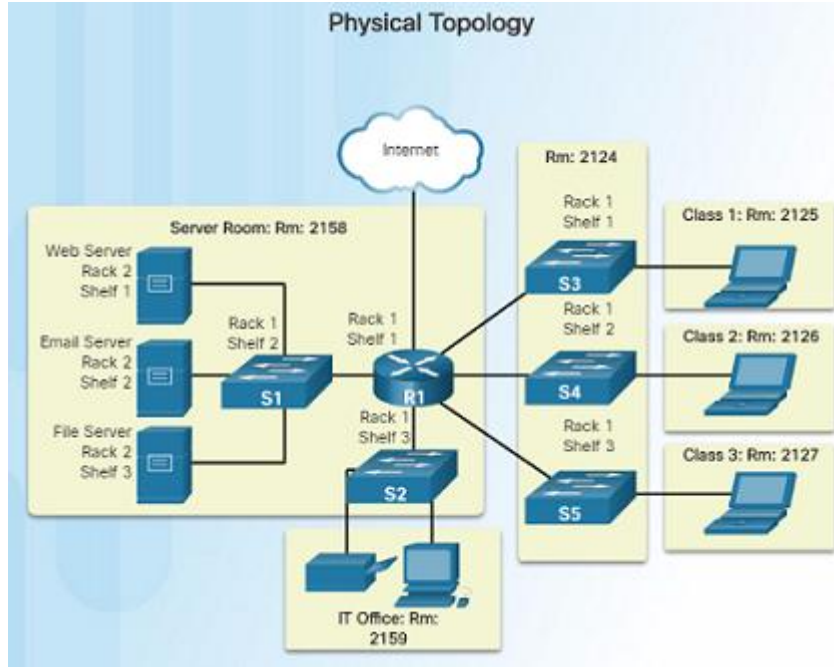 Physical Topology
Internet
Server Room: Rm: 2158
Web Server
Rack 2
Shelf 1
Email Server
Rack 2
Shelf 2
File Server
Rack 2
Shelf 3
Rack 1
Shelf 2
S1
Rack 1
Shelf 1
R1
Rack 1
Shelf 3
S2
IT Office: Rm:
2159
Rm: 2124
Rack 1
Shelf 1
S3
Rack 1
Shelf 2
S4
Rack 1
Shelf 3
S5
Class 1: Rm: 2125
Class 2: Rm: 2126
Class 3: Rm: 2127